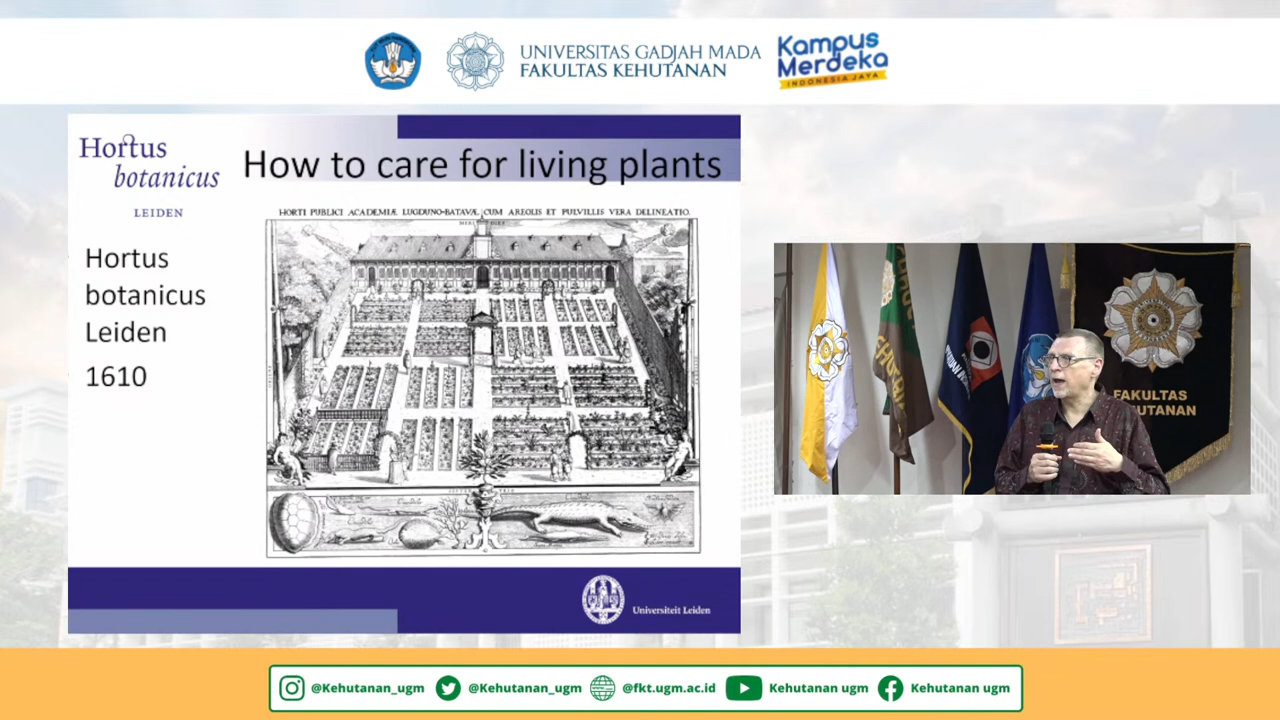 UNIVERSITAS GADJAH MADA
FAKULTAS KEHUTANAN
Kampus
Merdeka
INDONESIA JAYA
Hortus
botanicus
LEIDEN
How to care for living plants
HORTI PUBLICI ACADEMIÆ LUGDUNO-BATAVÆ CUM AREOLIS ET PULVILLIS VERA DELINEATIO.
Hortus
botanicus
Leiden
1610
Universiteit Leiden
FAKULTAS
HUTANAN
@Kehutanan_ugm
@Kehutanan_ugm
@fkt.ugm.ac.id
Kehutanan ugm
Kehutanan ugm